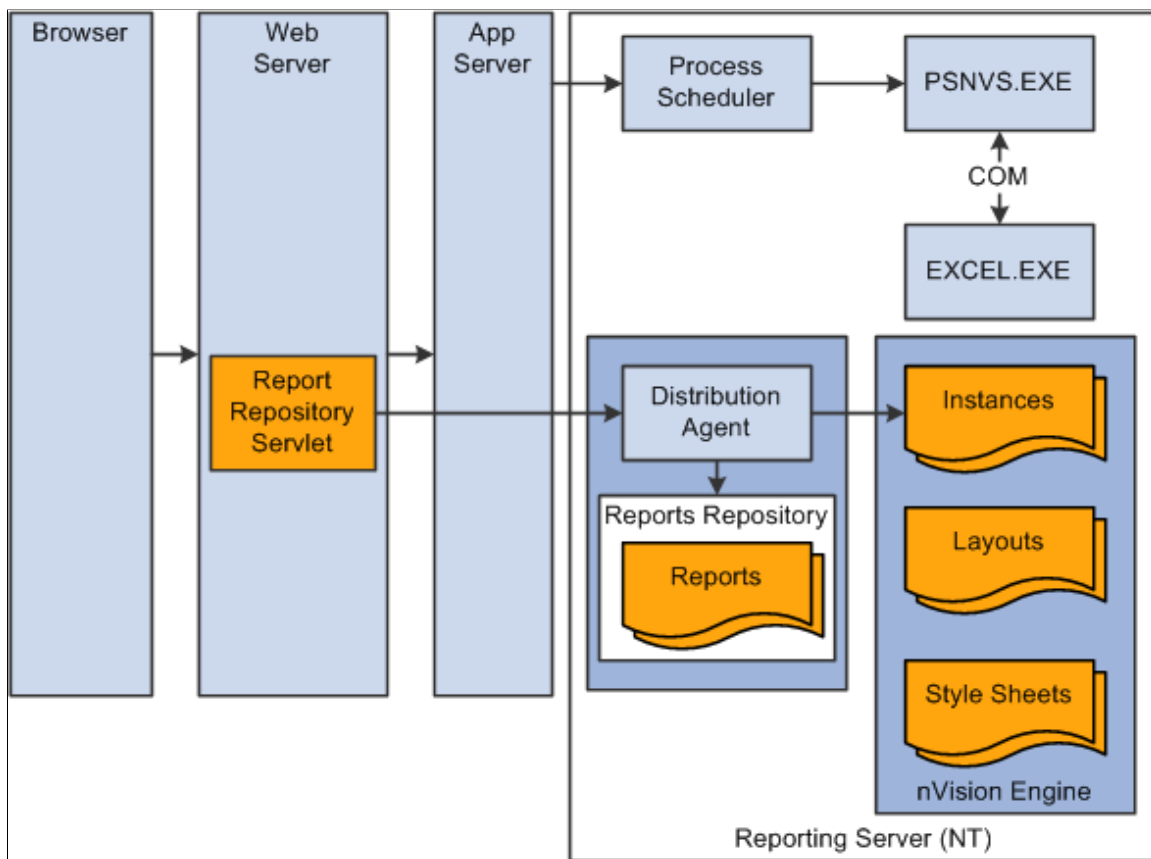 Browser
Web
Server
App
Server
Process
Scheduler
PSNVS.EXE
COM
EXCEL.EXE
Report
Repository
Servlet
Distribution
Agent
Instances
Reports Repository
Reports
Layouts
Style Sheets
nVision Engine
Reporting Server (NT)